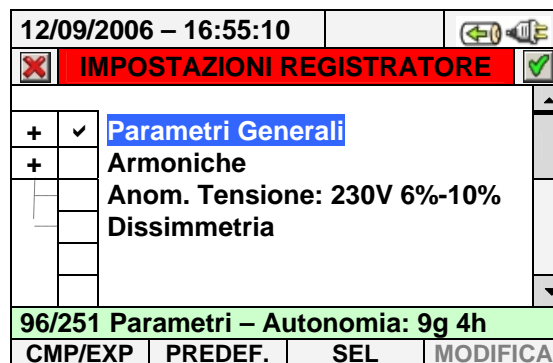 12/09/2006 – 16:55:10
IMPOSTAZIONI REGISTRATORE
+ Parametri Generali
+ Armoniche
Anom. Tensione: 230V 6%-10%
Dissimmetria
96/251 Parametri – Autonomia: 9g 4h
CMP/EXP PREDEF. SEL MODIFICA